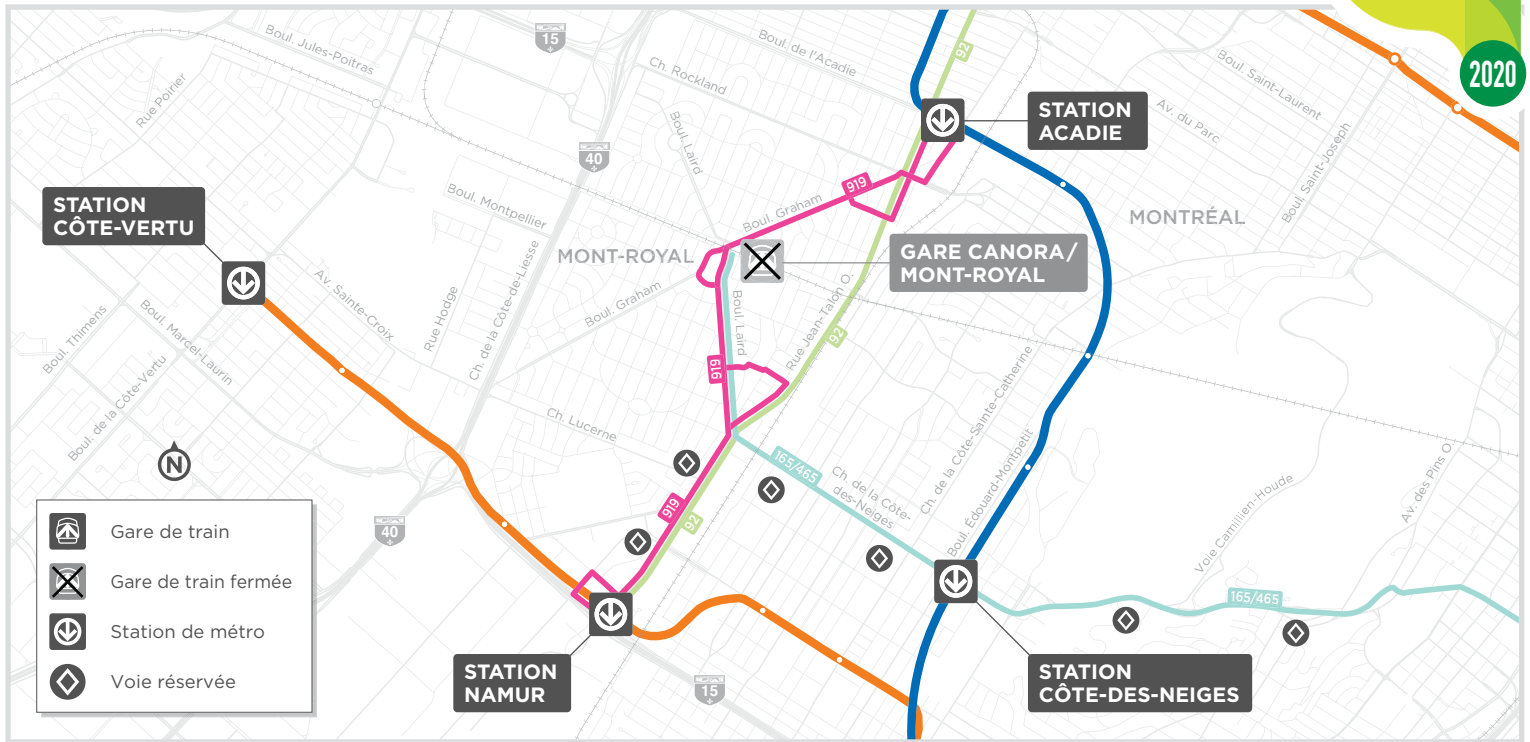 2020
15
Boul. Jules-Poitras
Rue Poirier
Boul. de l'Acadie
Ch. Rockland
92
Boul. Saint-Laurent
Av. du Parc
Boul. Saint-Joseph
STATION
ACADIE
40
Boul. Laird
919
Boul. Graham
MONTRÉAL
STATION
CÔTE-VERTU
Boul. Montpellier
MONT-ROYAL
GARE CANORA/
MONT-ROYAL
Av. Sainte-Croix
Rue Hodge
Ch. de la Côte-de-Liesse
Boul. Graham
Boul. Laird
Rue Jean-Talon O.
92
Boul. Thimens
Boul. Marcel-Laurin
Boul. de la Côte-Vertu
919
Ch. Lucerne
Ch. de la Côte-Sainte-Catherine
Boul. Édouard-Montpetit
165/465
Ch. de la Côte-
des-Neiges
Voie Camilien-Houde
Av. des Pins O.
N
919
92
40
165/465
Gare de train
Gare de train fermée
Station de métro
Voie réservée
STATION
NAMUR
15
STATION
CÔTE-DES-NEIGES